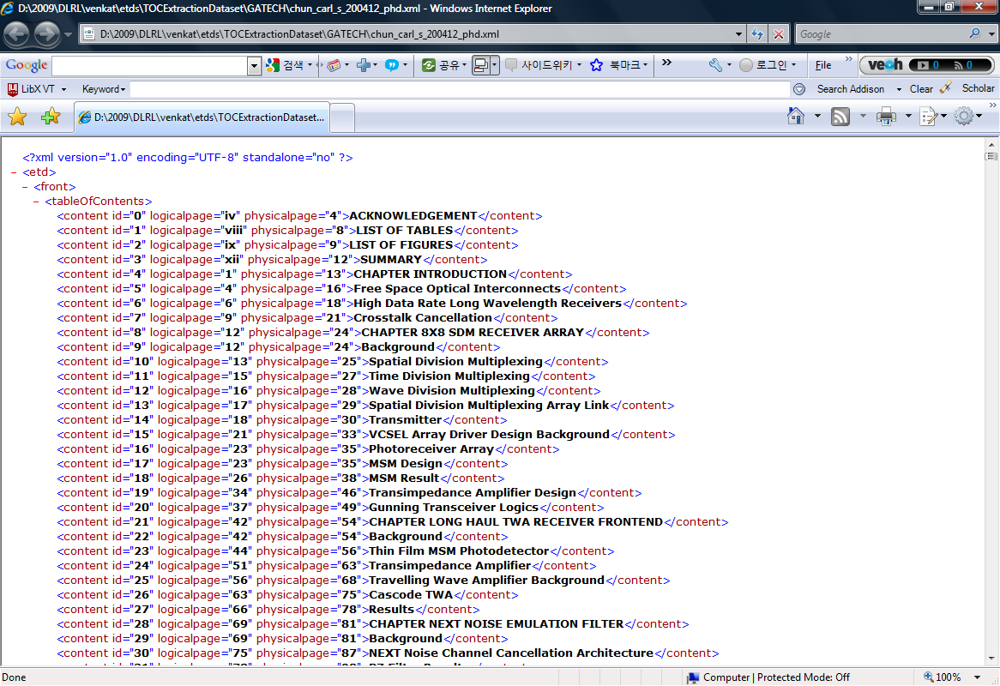 D:\2009\DLRL\venkat\etds\TOCExtractionDataset\GATECH\chun_carl_s_200412_phd.xml - Windows Internet Explorer
D:\2009\DLRL\venkat\etds\TOCExtractionDataset\GATECH\chun_carl_s_200412_phd.xml Google
Google 검색 공유 사이드위키 북마크 » 로그인 File » veoh 0 0
LibX VT Keyword Search Addison Clear Scholar
D:\2009\DLRL\venkat\etds\TOCExtractionDataset... »
<?xml version="1.0" encoding="UTF-8" standalone="no" ?>
- <etd>
- <front>
- <tableOfContents>
<content id="0" logicalpage="iv" physicalpage="4">ACKNOWLEDGEMENT</content>
<content id="1" logicalpage="viii" physicalpage="8">LIST OF TABLES</content>
<content id="2" logicalpage="ix" physicalpage="9">LIST OF FIGURES</content>
<content id="3" logicalpage="xii" physicalpage="12">SUMMARY</content>
<content id="4" logicalpage="1" physicalpage="13">CHAPTER INTRODUCTION</content>
<content id="5" logicalpage="4" physicalpage="16">Free Space Optical Interconnects</content>
<content id="6" logicalpage="6" physicalpage="18">High Data Rate Long Wavelength Receivers</content>
<content id="7" logicalpage="9" physicalpage="21">Crosstalk Cancellation</content>
<content id="8" logicalpage="12" physicalpage="24">CHAPTER 8X8 SDM RECEIVER ARRAY</content>
<content id="9" logicalpage="12" physicalpage="24">Background</content>
<content id="10" logicalpage="13" physicalpage="25">Spatial Division Multiplexing</content>
<content id="11" logicalpage="15" physicalpage="27">Time Division Multiplexing</content>
<content id="12" logicalpage="16" physicalpage="28">Wave Division Multiplexing</content>
<content id="13" logicalpage="17" physicalpage="29">Spatial Division Multiplexing Array Link</content>
<content id="14" logicalpage="18" physicalpage="30">Transmitter</content>
<content id="15" logicalpage="21" physicalpage="33">VCSEL Array Driver Design Background</content>
<content id="16" logicalpage="23" physicalpage="35">Photoreceiver Array</content>
<content id="17" logicalpage="23" physicalpage="35">MSM Design</content>
<content id="18" logicalpage="26" physicalpage="38">MSM Result</content>
<content id="19" logicalpage="34" physicalpage="46">Transimpedance Amplifier Design</content>
<content id="20" logicalpage="37" physicalpage="49">Gunning Transceiver Logics</content>
<content id="21" logicalpage="42" physicalpage="54">CHAPTER LONG HAUL TWA RECEIVER FRONTEND</content>
<content id="22" logicalpage="42" physicalpage="54">Background</content>
<content id="23" logicalpage="44" physicalpage="56">Thin Film MSM Photodetector</content>
<content id="24" logicalpage="51" physicalpage="63">Transimpedance Amplifier</content>
<content id="25" logicalpage="56" physicalpage="68">Travelling Wave Amplifier Background</content>
<content id="26" logicalpage="63" physicalpage="75">Cascode TWA</content>
<content id="27" logicalpage="66" physicalpage="78">Results</content>
<content id="28" logicalpage="69" physicalpage="81">CHAPTER NEXT NOISE EMULATION FILTER</content>
<content id="29" logicalpage="69" physicalpage="81">Background</content>
<content id="30" logicalpage="75" physicalpage="87">NEXT Noise Channel Cancellation Architecture</content>
Done Computer | Protected Mode: Off 100%